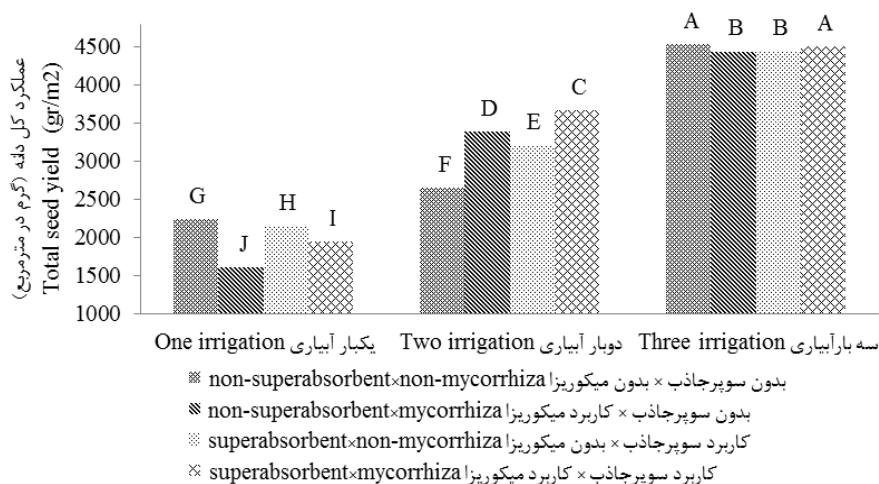 عملکرد کل دانه (گرم در مترمربع)
Total seed yield (gr/m2)
4500
4000
3500
3000
2500
2000
1500
1000
G
J
H
I
F
D
E
C
A
B
B
A
One irrigation یکبار آبیاری
Two irrigation دوبار آبیاری
Three irrigation سه بارآبیاری
non-superabsorbent×non-mycorrhiza بدون سوپرجاذب × بدون میکوریزا
non-superabsorbent×mycorrhiza بدون سوپرجاذب × کاربرد میکوریزا
superabsorbent×non-mycorrhiza کاربرد سوپرجاذب × بدون میکوریزا
superabsorbent×mycorrhiza کاربرد سوپرجاذب × کاربرد میکوریزا